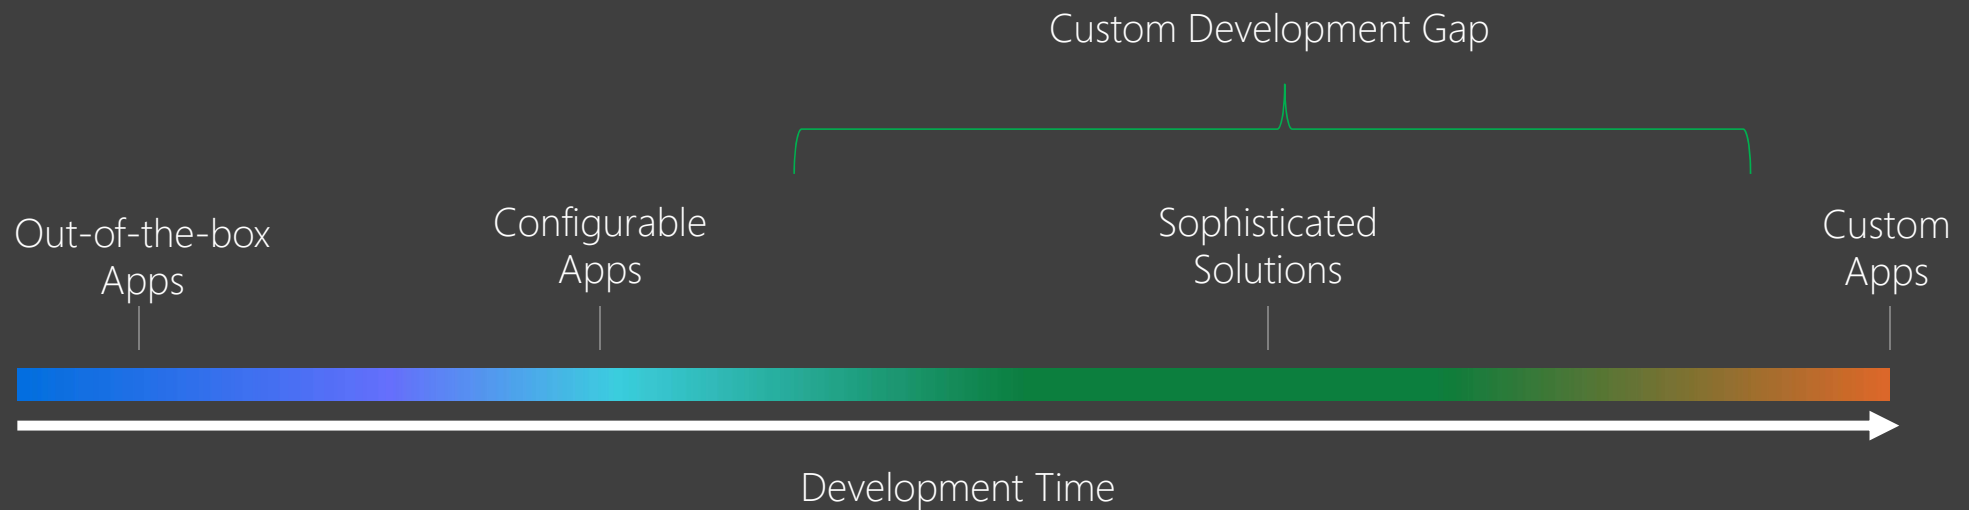 Custom Development Gap
Out-of-the-box
Apps
Configurable
Apps
Sophisticated
Solutions
Custom
Apps
Development Time